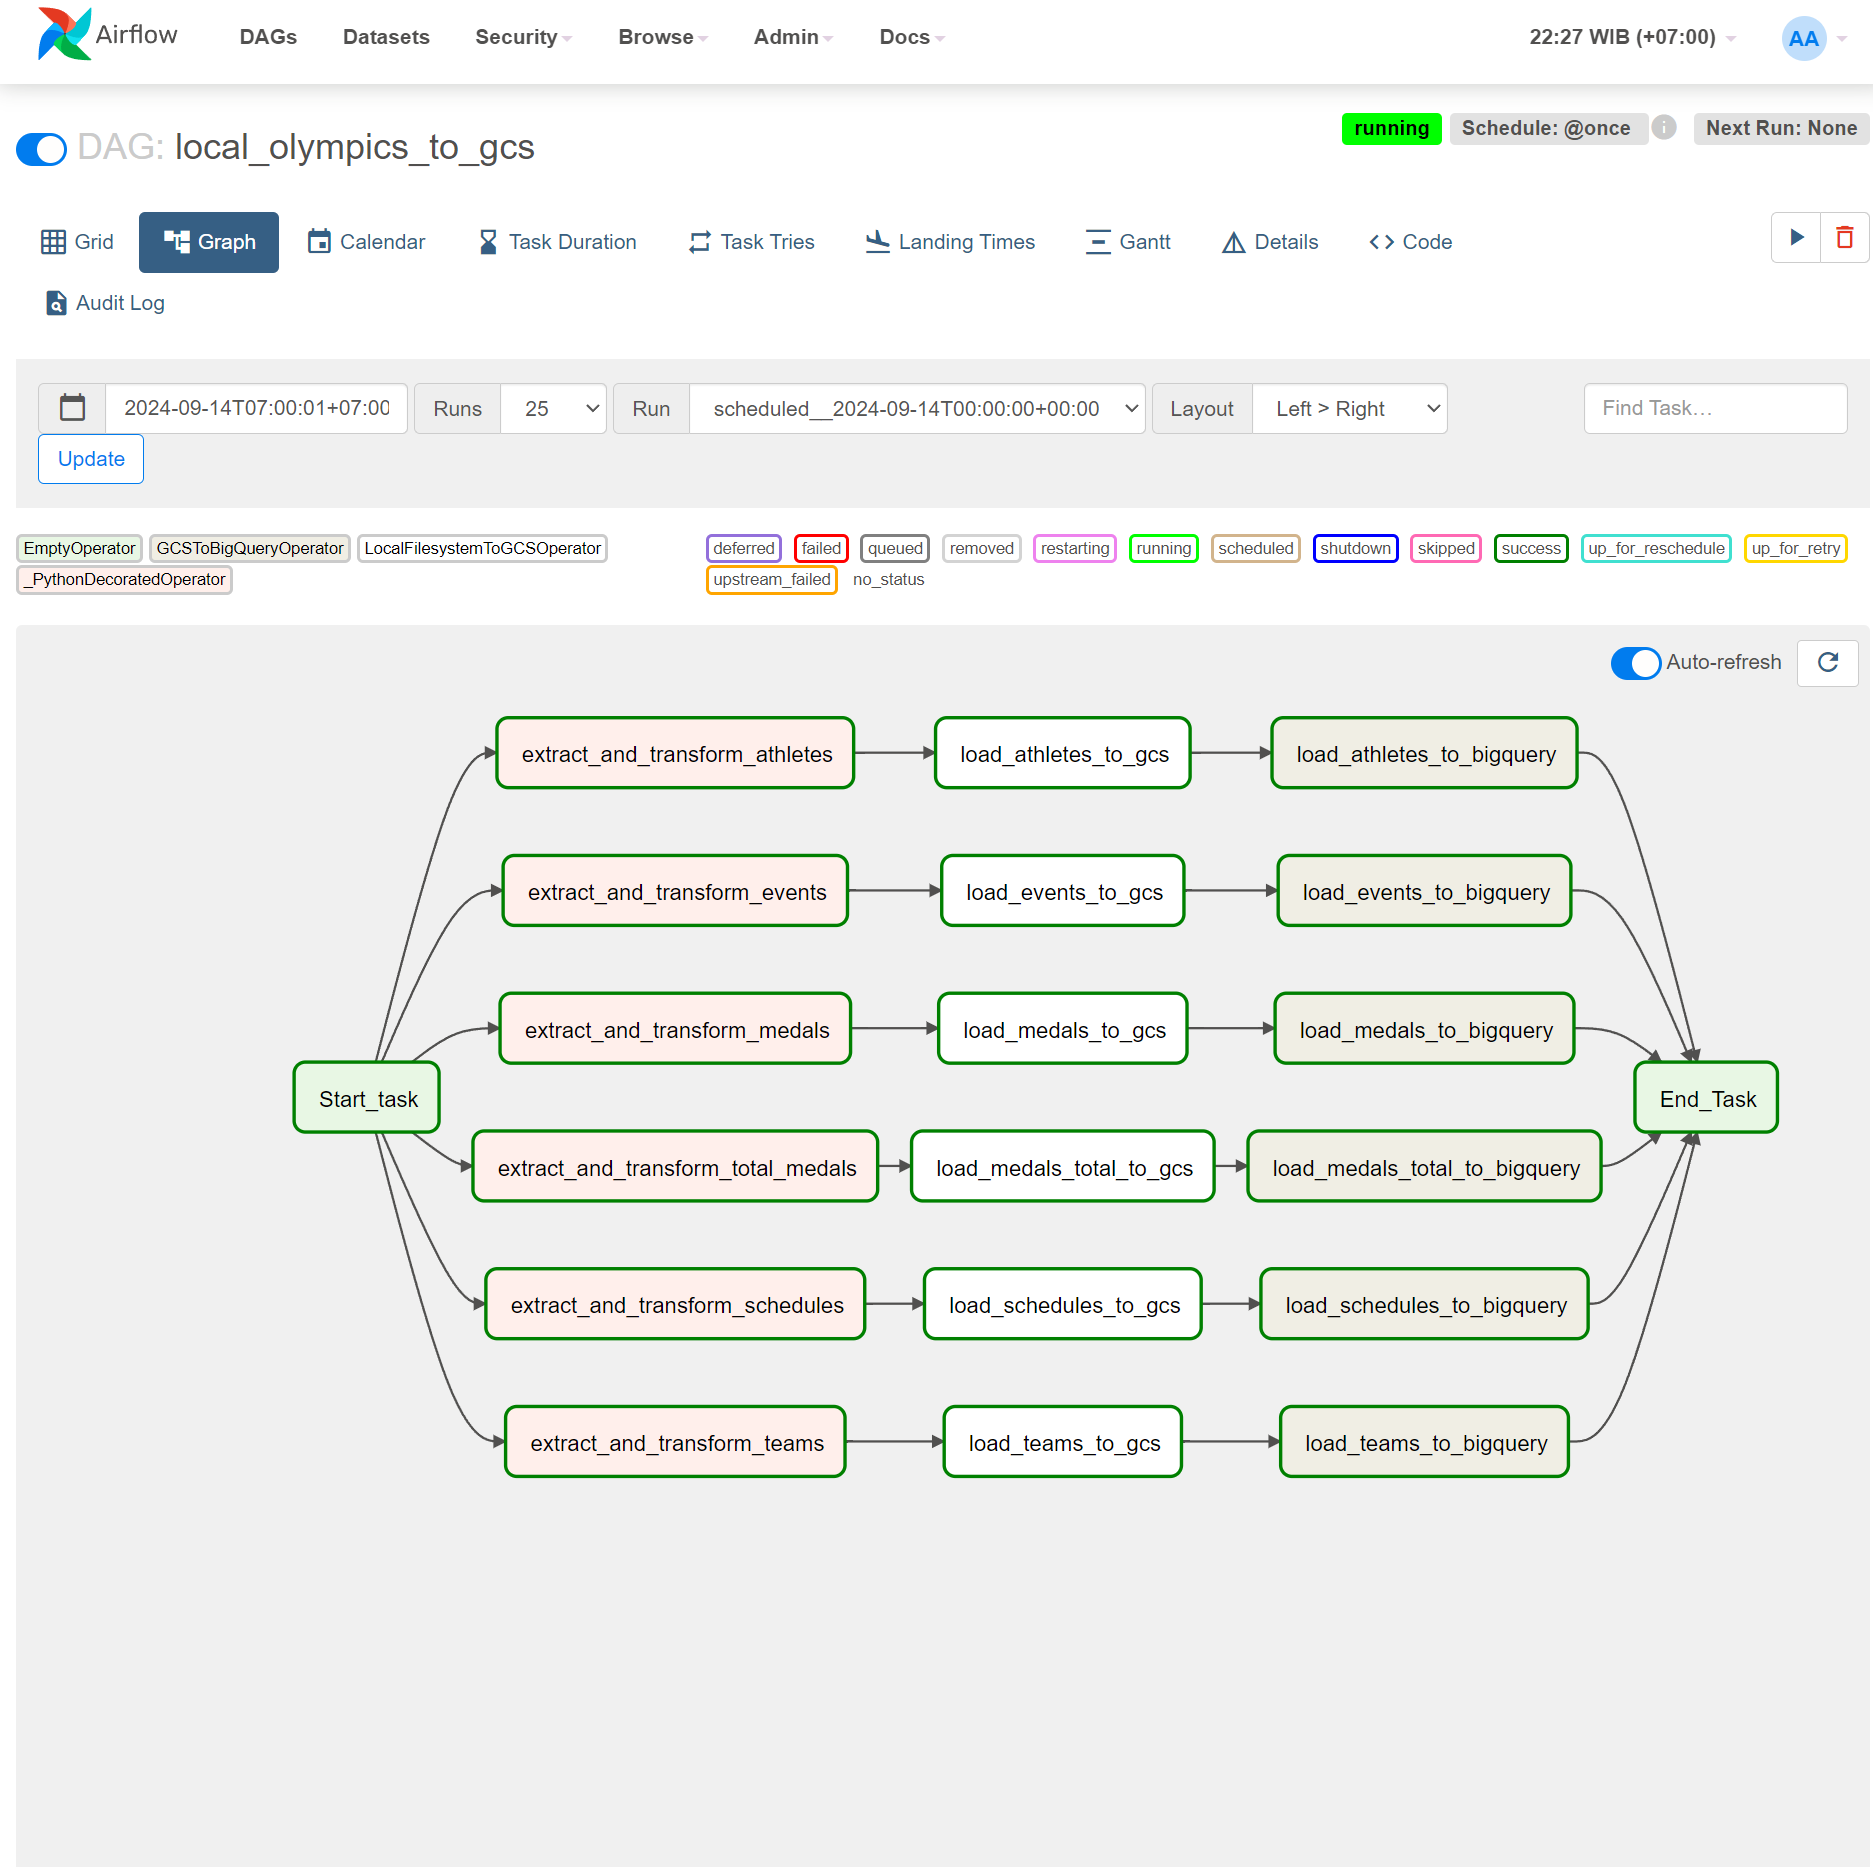 Airflow DAGs Datasets Security Browse Admin Docs 22:27 WIB (+07:00) AA
DAG: local_olympics_to_gcs
running Schedule: @once i Next Run: None
Grid Graph Calendar Task Duration Task Tries Landing Times Gantt Details Code
Audit Log
2024-09-14T07:00:01+07:00 Runs 25 Run scheduled__2024-09-14T00:00:00+00:00 Layout Left > Right Find Task…
Update
EmptyOperator GCSToBigQueryOperator LocalFilesystemToGCSOperator
_PythonDecoratedOperator
deferred failed queued removed restarting running scheduled shutdown skipped success up_for_reschedule up_for_retry
upstream_failed no_status
Auto-refresh
extract_and_transform_athletes load_athletes_to_gcs load_athletes_to_bigquery
extract_and_transform_events load_events_to_gcs load_events_to_bigquery
extract_and_transform_medals load_medals_to_gcs load_medals_to_bigquery
Start_task End_Task
extract_and_transform_total_medals load_medals_total_to_gcs load_medals_total_to_bigquery
extract_and_transform_schedules load_schedules_to_gcs load_schedules_to_bigquery
extract_and_transform_teams load_teams_to_gcs load_teams_to_bigquery